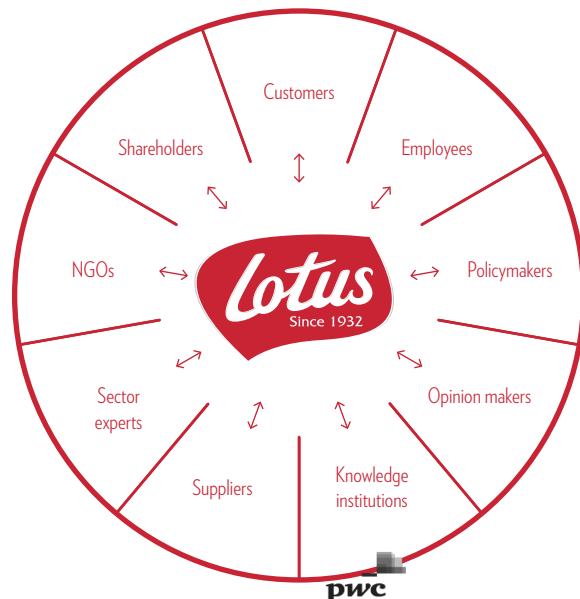 Customers
Shareholders
Employees
NGOs
Lotus
Since 1932
Policymakers
Sector
experts
Opinion makers
Suppliers
Knowledge
institutions
pwc